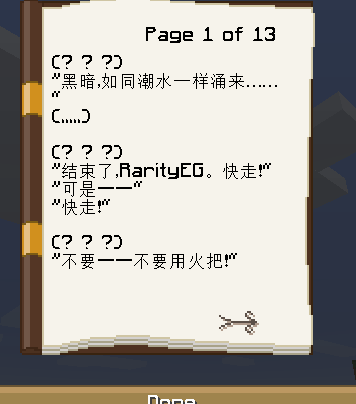 Page 1 of 13
(? ? ?)
"黑暗,如同潮水一样涌来……
"
(……)
(? ? ?)
"结束了,RarityEG。快走!"
"可是——"
"快走!"
(? ? ?)
"不要——不要用火把!"
Done